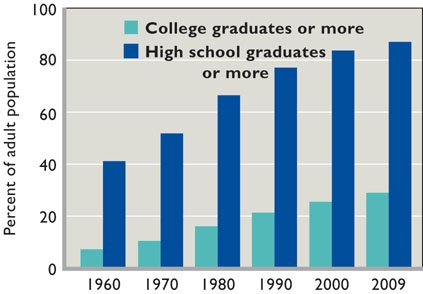 100
College graduates or more
High school graduates
or more
80
60
40
20
0
Percent of adult population
1960 1970 1980 1990 2000 2009